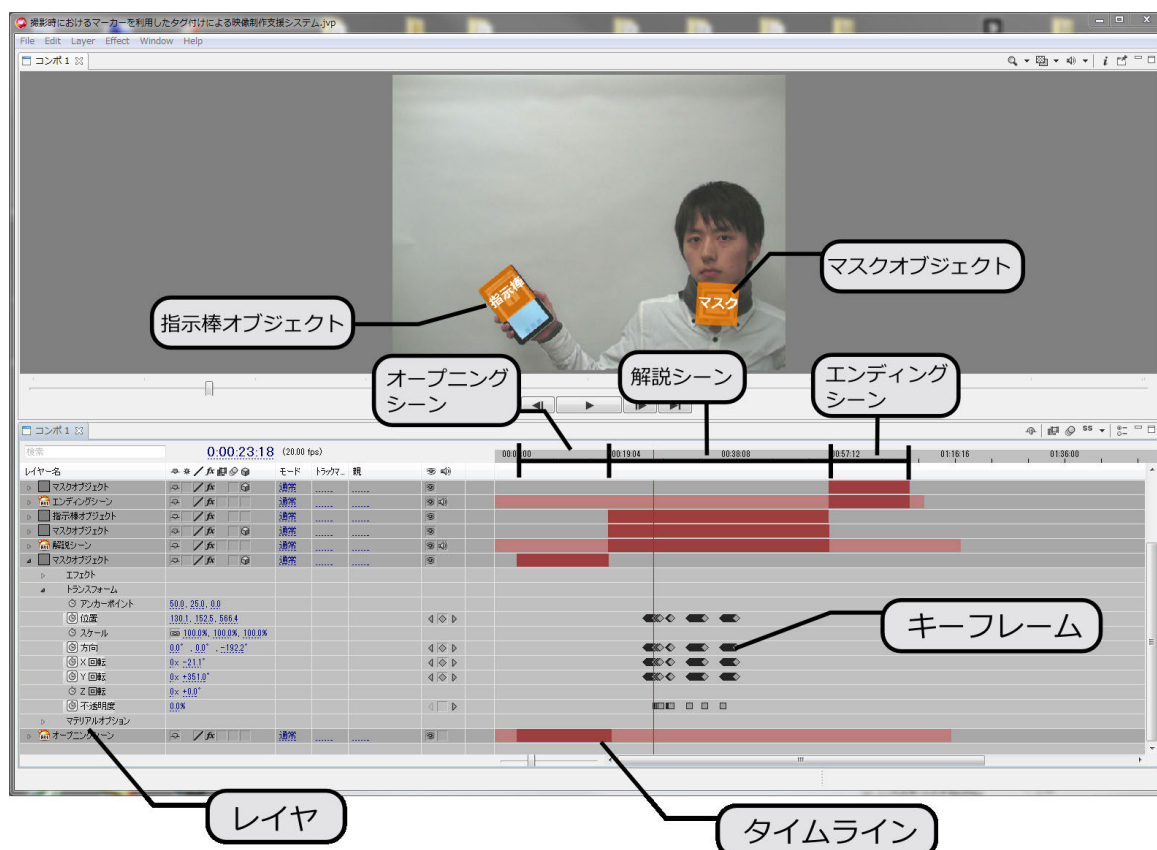 撮影時におけるマーカーを利用したタグ付けによる映像制作支援システム.jvp
File Edit Layer Effect Window Help
コンポ 1
指示棒
マスク
マスクオブジェクト
指示棒オブジェクト
オープニング
シーン
解説シーン
エンディング
シーン
コンポ 1
検索
0:00:23:18 (20.00 fps)
00:19:04
00:38:08
00:57:12
01:16:16
01:36:00
レイヤー名
モード
トラックマ...
親
マスクオブジェクト 通常
エンディングシーン 通常
指示棒オブジェクト 通常
マスクオブジェクト 通常
解説シーン 通常
マスクオブジェクト 通常
エフェクト
トランスフォーム
アンカーポイント 50.0, 25.0, 0.0
位置 130.1, 152.5, 566.4
スケール 100.0%, 100.0%, 100.0%
方向 0.0° , 0.0° , -192.2°
X 回転 0x -21.1°
Y 回転 0x +351.0°
Z 回転 0x +0.0°
不透明度 0.0%
マテリアルオプション
オープニングシーン 通常
キーフレーム
レイヤ
タイムライン